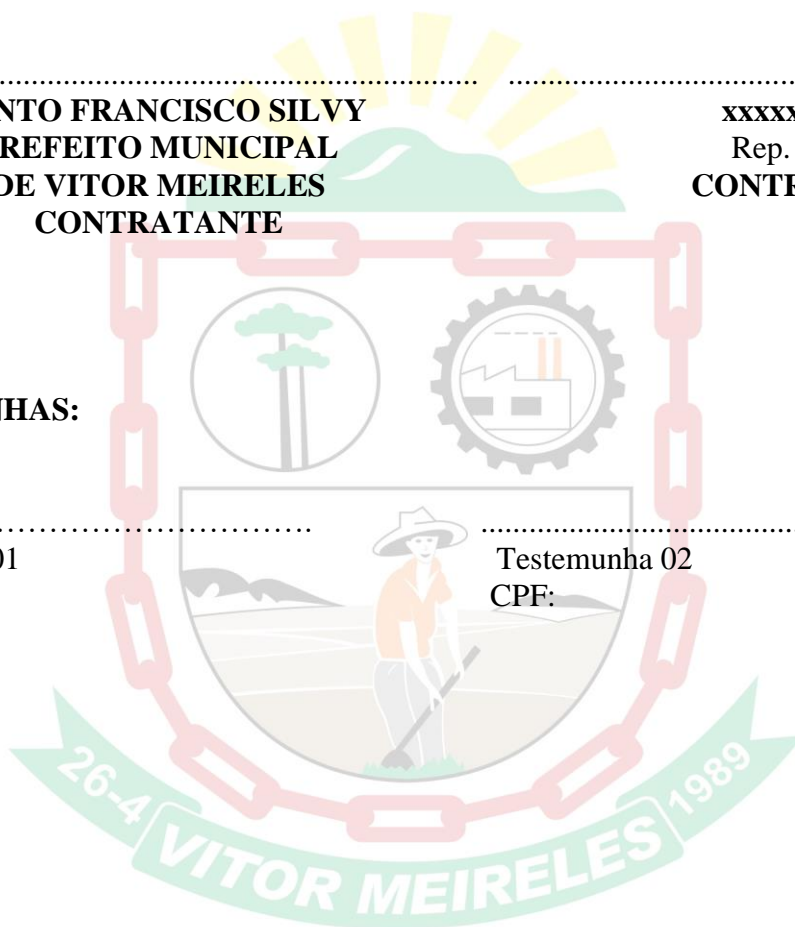 ................................................................ ........................................
NTO FRANCISCO SILVY xxxxx
REFEITO MUNICIPAL Rep.
DE VITOR MEIRELES CONTR
CONTRATANTE
NHAS:
…………………………………. ........................................
01 Testemunha 02
CPF:
26-4 VITOR MEIRELES 1989